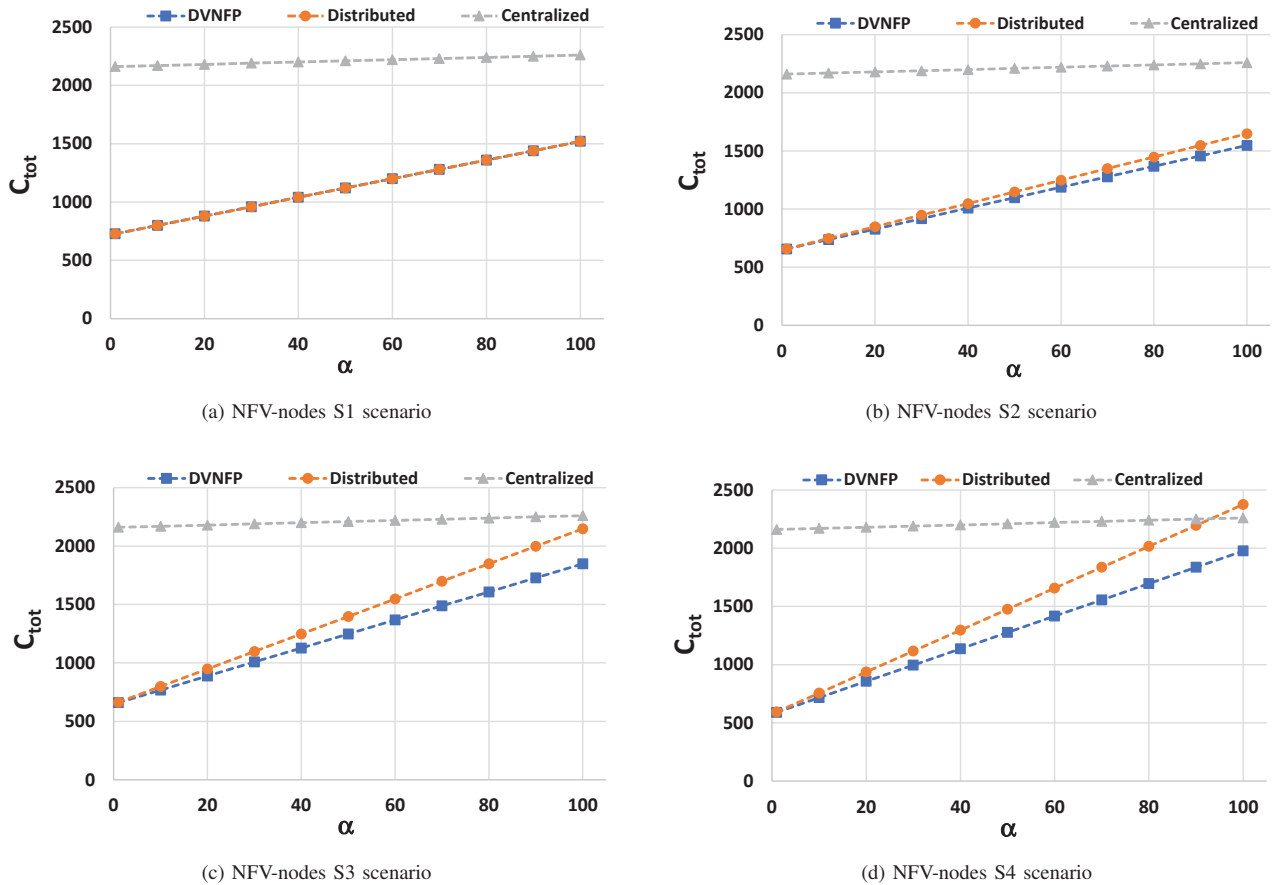 DVNFP Distributed Centralized
2500
2000
1500
1000
500
0
C_tot
0 20 40 60 80 100
α
(a) NFV-nodes S1 scenario
DVNFP Distributed Centralized
2500
2000
1500
1000
500
0
C_tot
0 20 40 60 80 100
α
(b) NFV-nodes S2 scenario
DVNFP Distributed Centralized
2500
2000
1500
1000
500
0
C_tot
0 20 40 60 80 100
α
(c) NFV-nodes S3 scenario
DVNFP Distributed Centralized
2500
2000
1500
1000
500
0
C_tot
0 20 40 60 80 100
α
(d) NFV-nodes S4 scenario